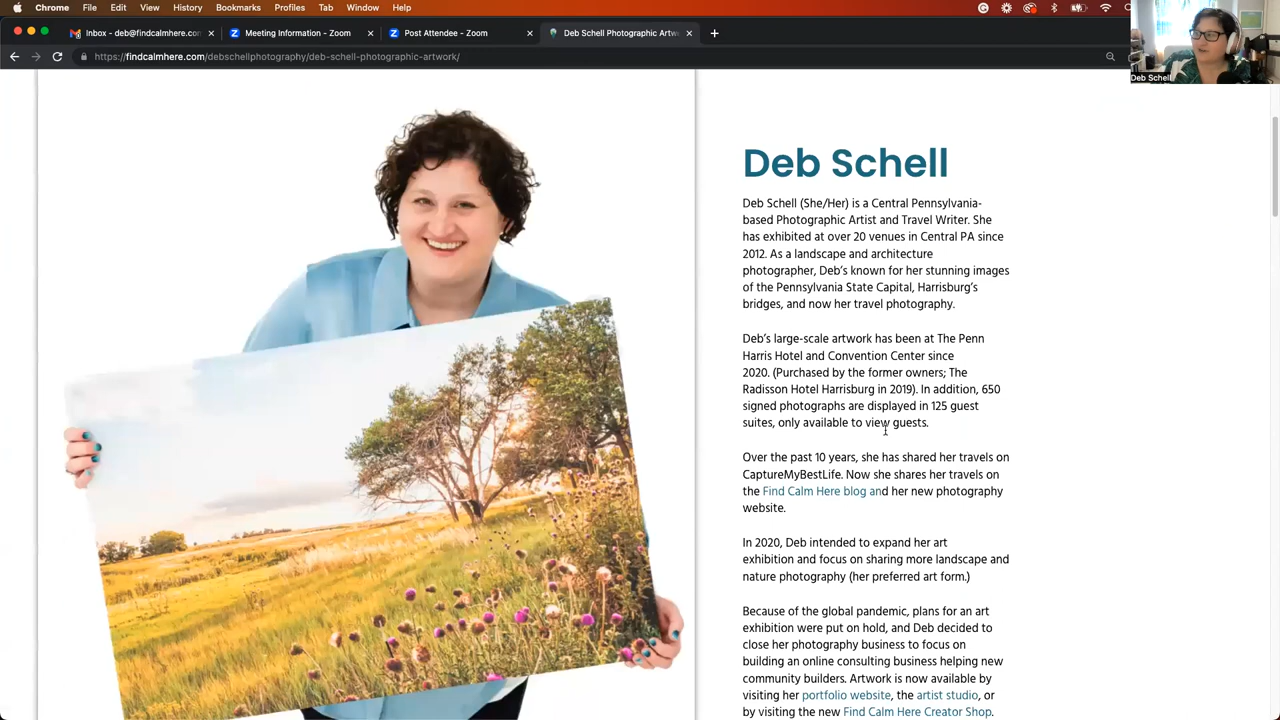 Chrome File Edit View History Bookmarks Profiles Tab Window Help
Inbox - deb@findcalmhere.con
Meeting Information - Zoom
Post Attendee - Zoom
Deb Schell Photographic Artw
https://findcalmhere.com/debschellphotography/deb-schell-photographic-artwork/
Deb Schell
Deb Schell
Deb Schell (She/Her) is a Central Pennsylvania-
based Photographic Artist and Travel Writer. She
has exhibited at over 20 venues in Central PA since
2012. As a landscape and architecture
photographer, Deb's known for her stunning images
of the Pennsylvania State Capital, Harrisburg's
bridges, and now her travel photography.
Deb's large-scale artwork has been at The Penn
Harris Hotel and Convention Center since
2020. (Purchased by the former owners; The
Radisson Hotel Harrisburg in 2019). In addition, 650
signed photographs are displayed in 125 guest
suites, only available to view guests.
Over the past 10 years, she has shared her travels on
CaptureMyBestLife. Now she shares her travels on
the Find Calm Here blog and her new photography
website.
In 2020, Deb intended to expand her art
exhibition and focus on sharing more landscape and
nature photography (her preferred art form.)
Because of the global pandemic, plans for an art
exhibition were put on hold, and Deb decided to
close her photography business to focus on
building an online consulting business helping new
community builders. Artwork is now available by
visiting her portfolio website, the artist studio, or
by visiting the new Find Calm Here Creator Shop.